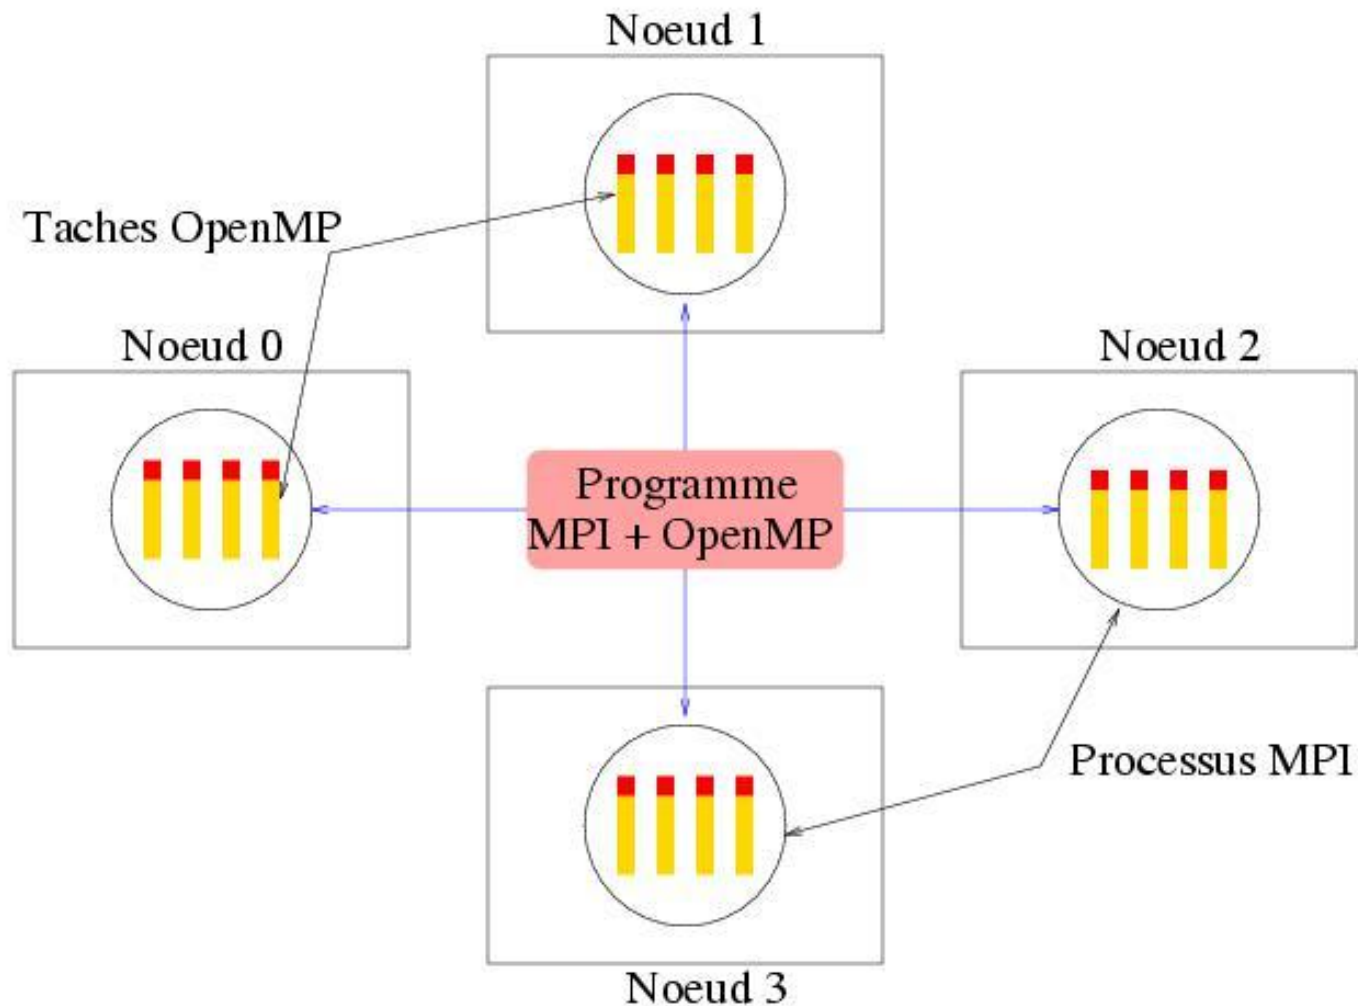 Noeud 1
Taches OpenMP
Noeud 0
Noeud 2
Programme
MPI + OpenMP
Processus MPI
Noeud 3